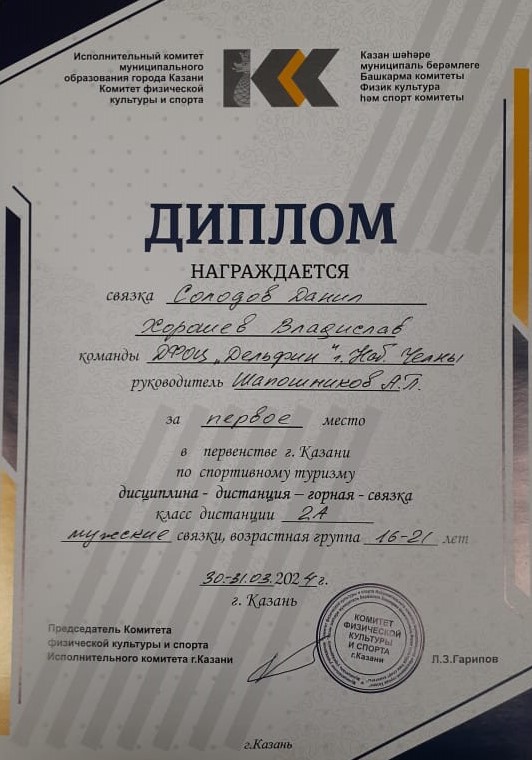 Исполнительный комитет
муниципального
образования города Казани
Комитет физической
культуры и спорта
Казан шәһәре
муниципаль берәмлеге
Башкарма комитеты
Физик культура
һәм спорт комитеты
ДИПЛОМ
НАГРАЖДАЕТСЯ
связка Солодов Данил
Хорошев Владислав
команды ДФОЦ „Дельфин" г. Наб. Челны
руководитель Шапошников А.П.
за первое место
в первенстве г. Казани
по спортивному туризму
дисциплина - дистанция – горная - связка
класс дистанции 2А
мужские связки, возрастная группа 16-21 лет
30-31.03.2024 г.
г. Казань
Председатель Комитета
физической культуры и спорта
Исполнительного комитета г.Казани
КОМИТЕТ
ФИЗИЧЕСКОЙ
КУЛЬТУРЫ
И СПОРТА
г.Казани
Л.З.Гарипов
г.Казань